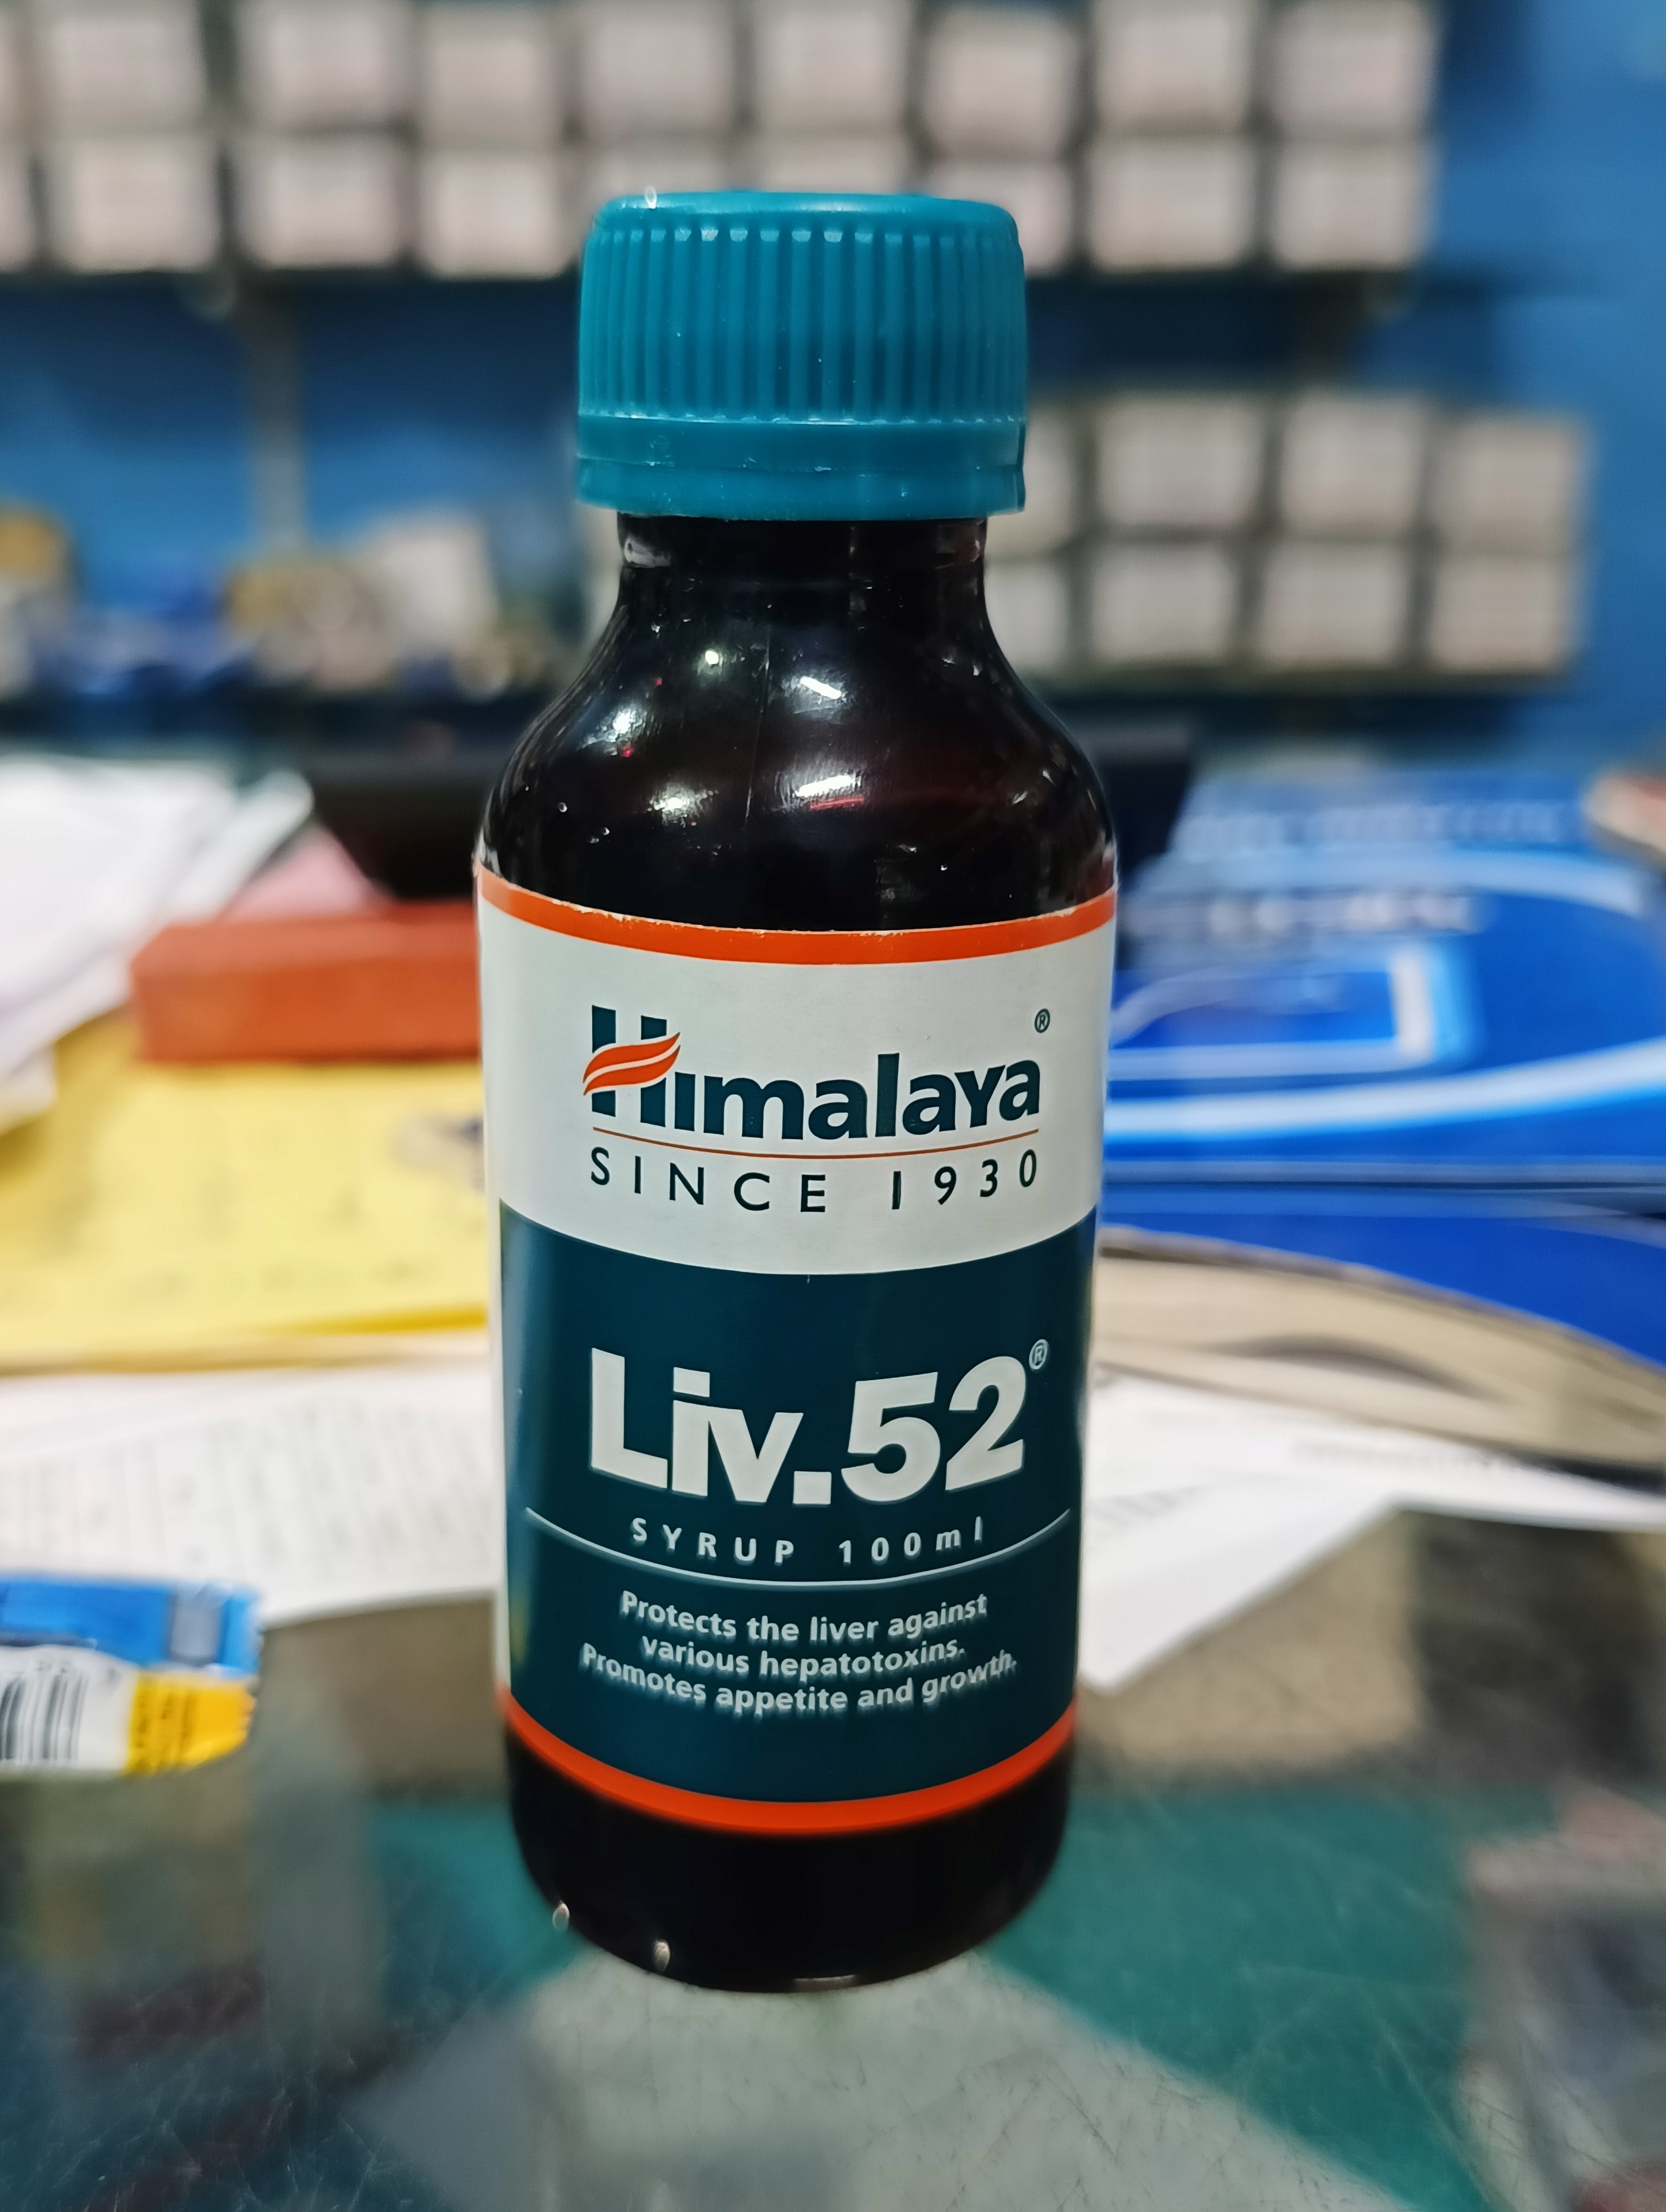 Himalaya®
SINCE 1930
Liv.52®
SYRUP 100ml
Protects the liver against
various hepatotoxins.
Promotes appetite and growth.